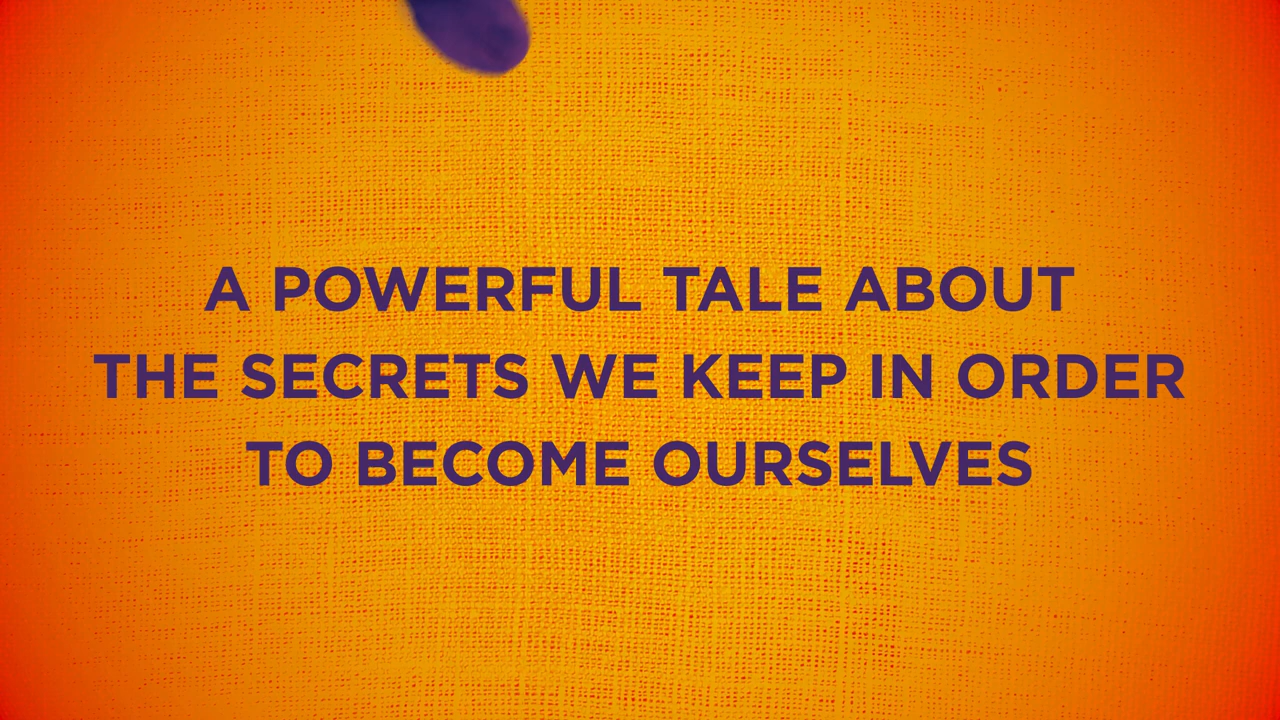 A POWERFUL TALE ABOUT
THE SECRETS WE KEEP IN ORDER
TO BECOME OURSELVES